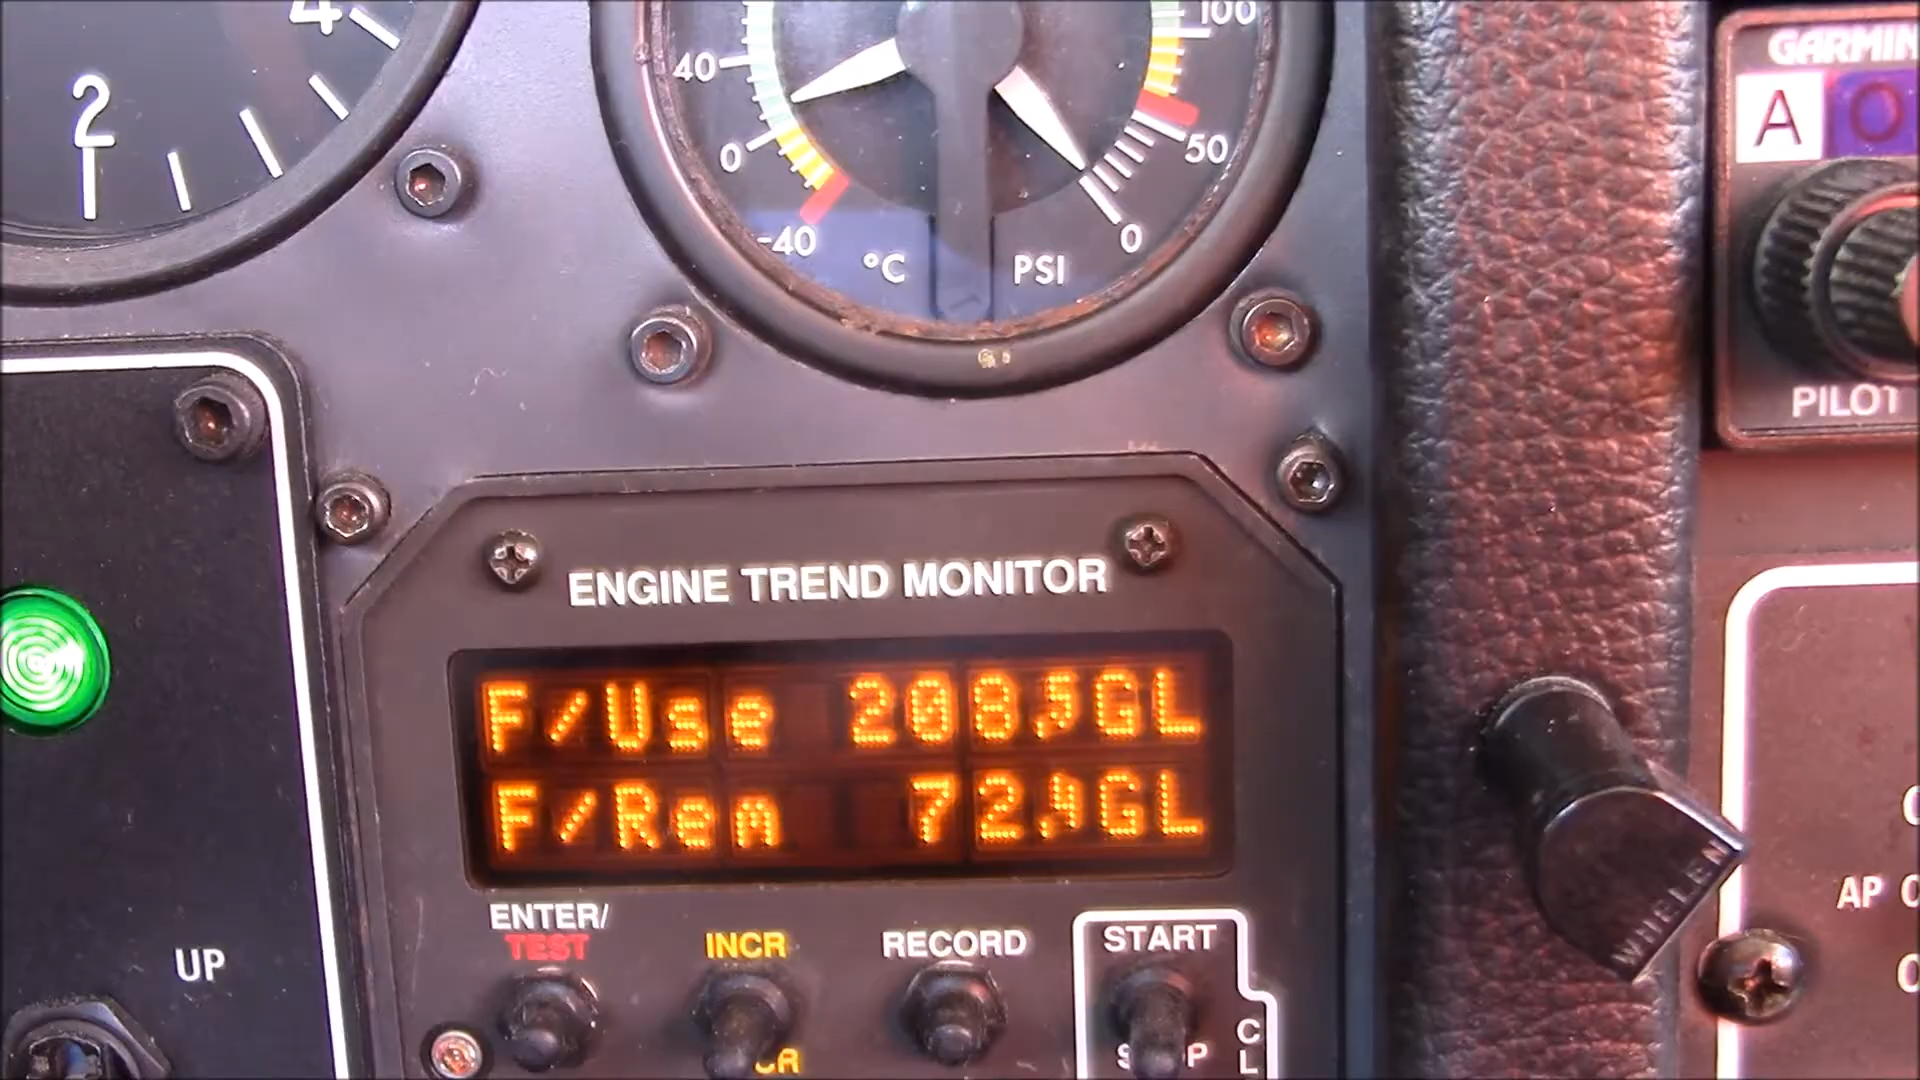 4
2
40
0
-40
°C
PSI
100
50
0
GARMIN
A
PILOT
ENGINE TREND MONITOR
F/Use 208.5GL
F/Rem 72.4GL
ENTER/
TEST
INCR
RECORD
START
UP
WHELEN
AP